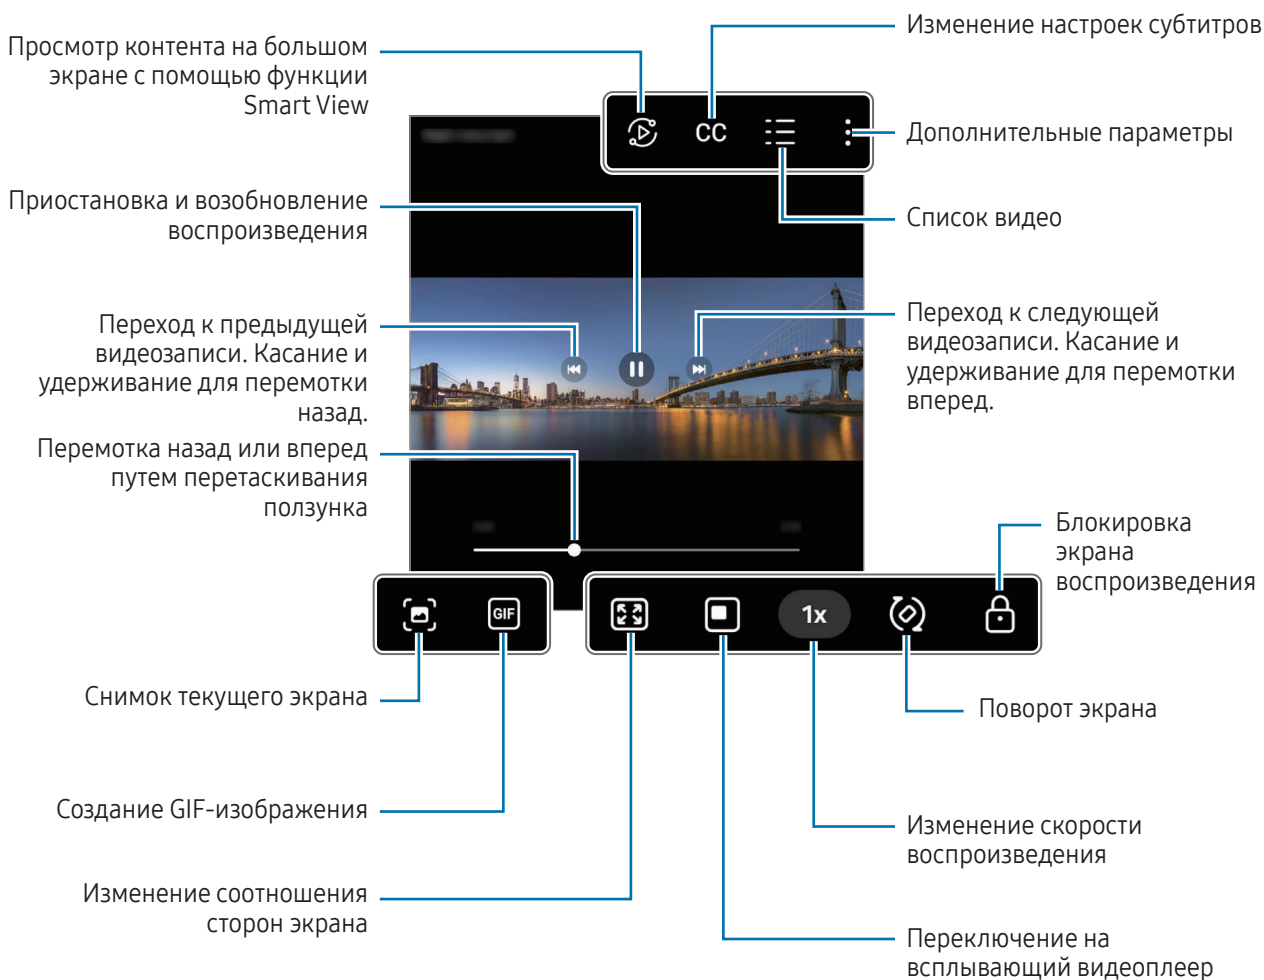 Изменение настроек субтитров
Просмотр контента на большом
экране с помощью функции
Smart View
CC
Дополнительные параметры
Приостановка и возобновление
воспроизведения
Список видео
Переход к предыдущей
видеозаписи. Касание и
удерживание для перемотки
назад.
Переход к следующей
видеозаписи. Касание и
удерживание для перемотки
вперед.
Перемотка назад или вперед
путем перетаскивания
ползунка
Блокировка
экрана
воспроизведения
GIF
1x
Снимок текущего экрана
Поворот экрана
Создание GIF-изображения
Изменение скорости
воспроизведения
Изменение соотношения
сторон экрана
Переключение на
всплывающий видеоплеер